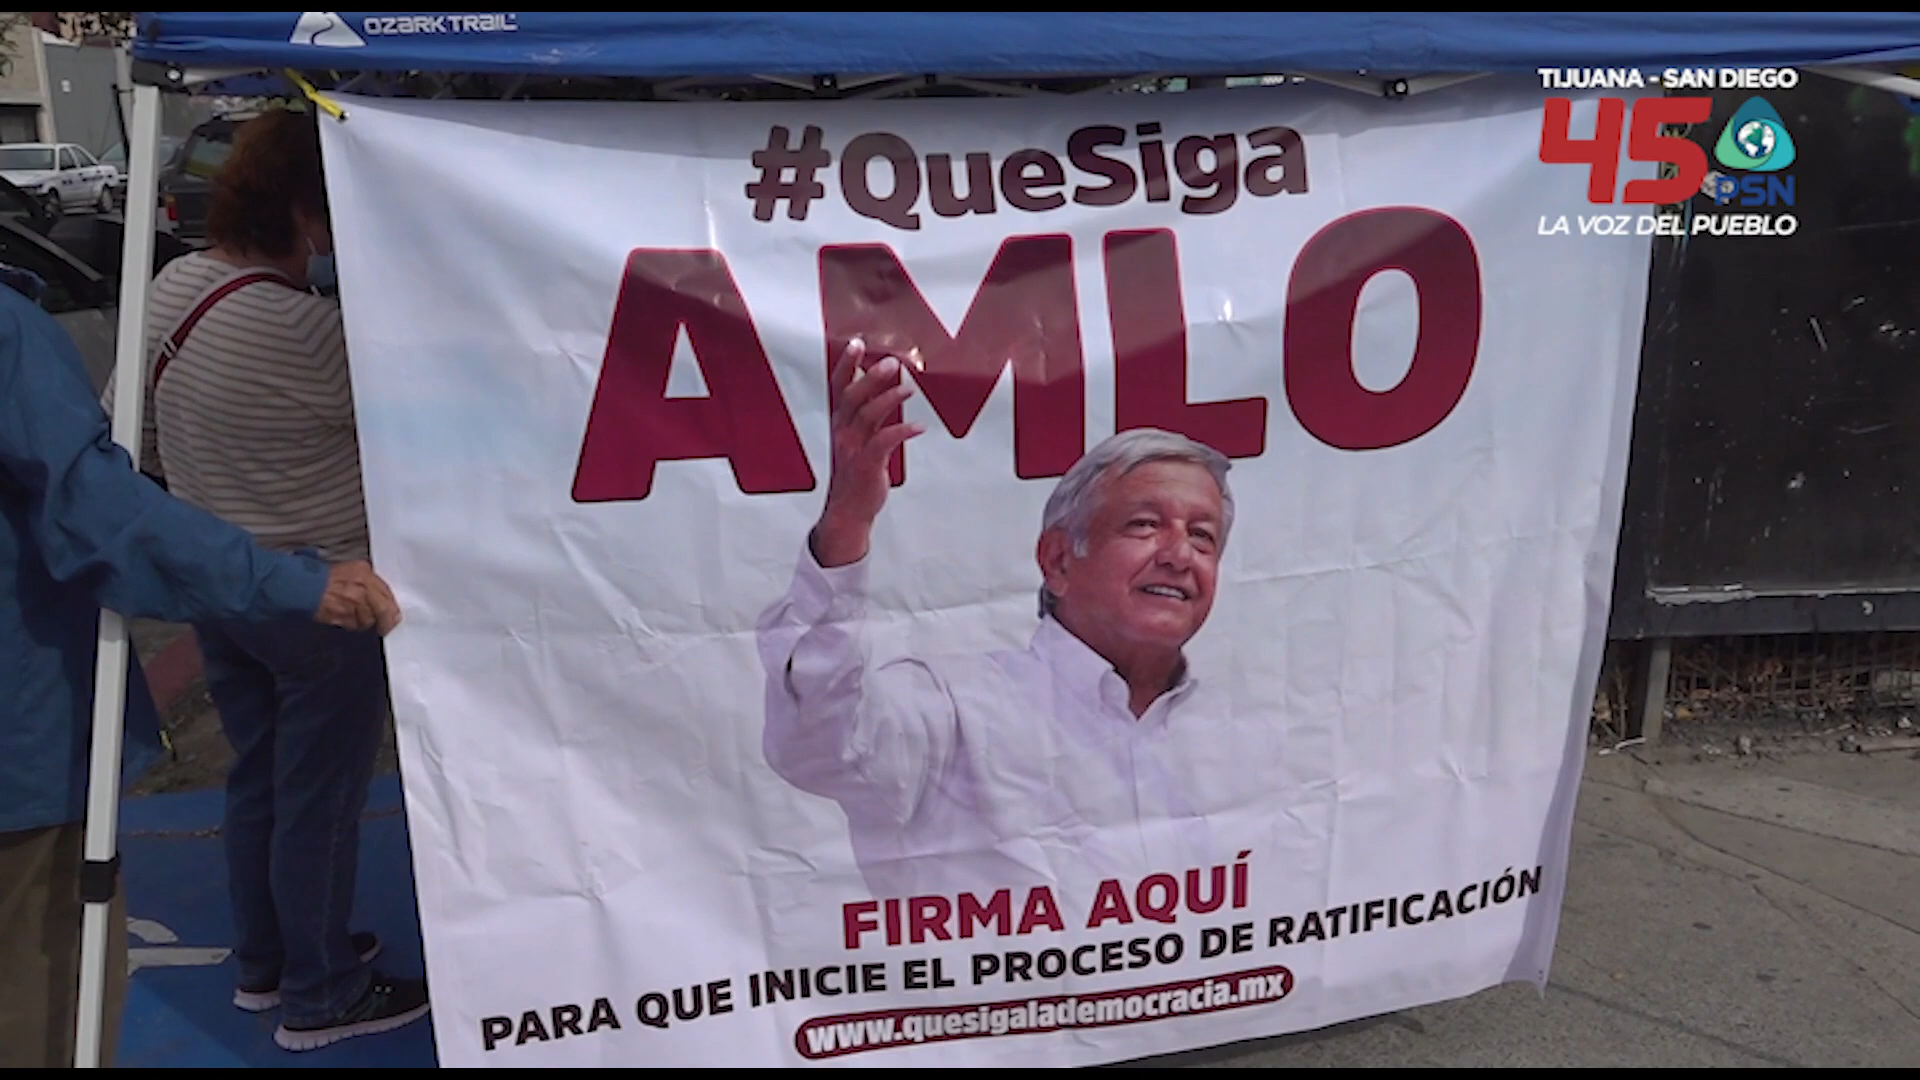 OZARK TRAIL
TIJUANA - SAN DIEGO
45
PSN
LA VOZ DEL PUEBLO
#QueSiga
AMLO
FIRMA AQUÍ
PARA QUE INICIE EL PROCESO DE RATIFICACIÓN
www.quesigalademocracia.mx